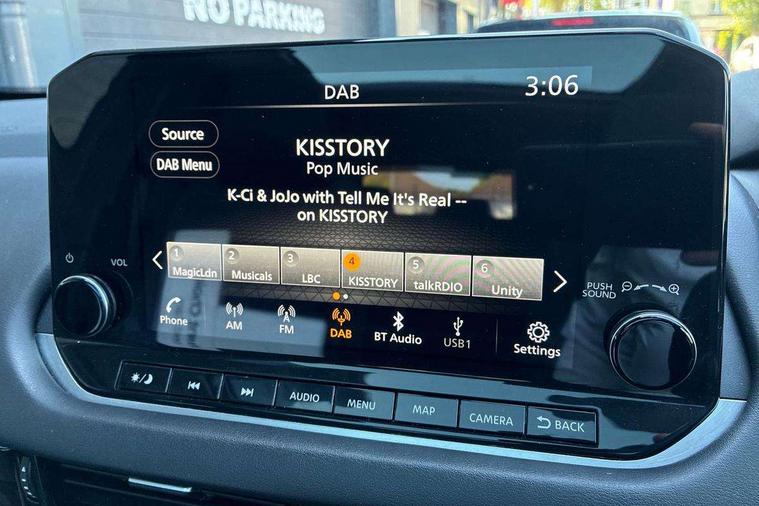 NO PARKING
DAB
3:06
Source
DAB Menu
KISSTORY
Pop Music
K-Ci & JoJo with Tell Me It's Real --
on KISSTORY
1 MagicLdn
2 Musicals
3 LBC
4 KISSTORY
5 talkRDIO
6 Unity
VOL
PUSH
SOUND
Phone
AM
FM
DAB
BT Audio
USB1
Settings
AUDIO
MENU
MAP
CAMERA
BACK